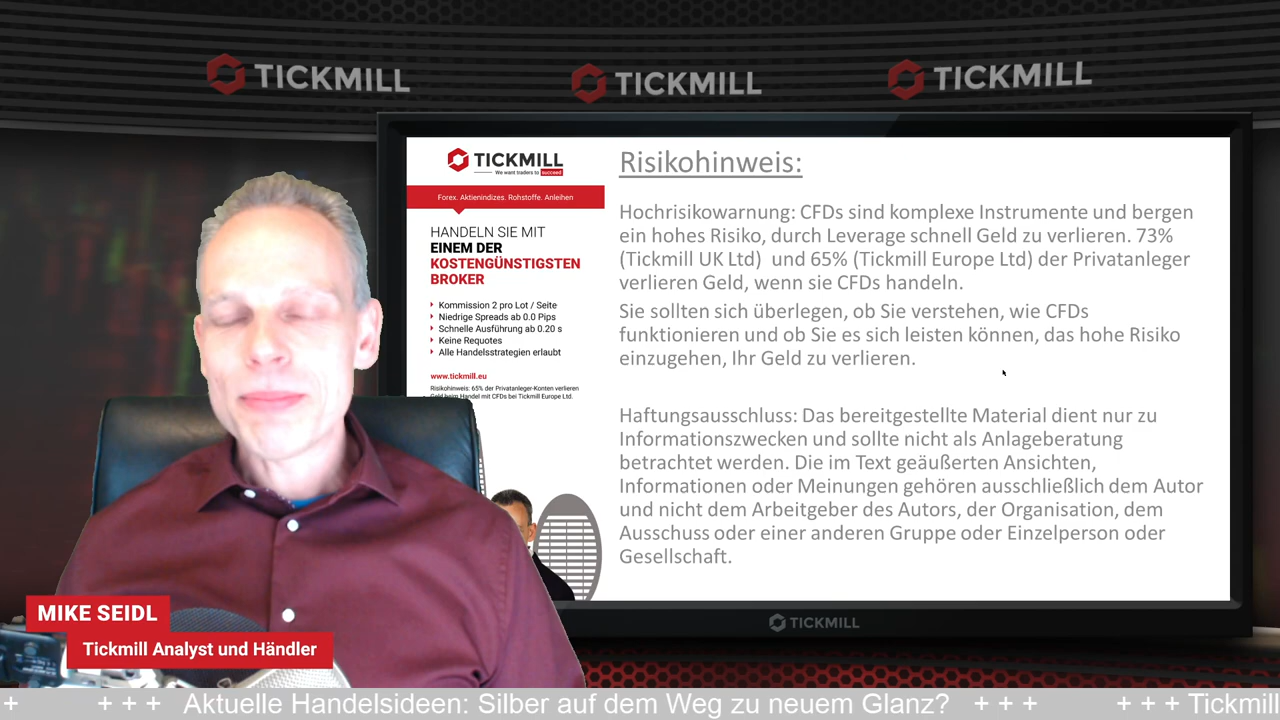 TICKMILL
TICKMILL
TICKMILL
TICKMILL
We want traders to succeed
Forex. Aktienindizes. Rohstoffe. Anleihen
HANDELN SIE MIT
EINEM DER
KOSTENGÜNSTIGSTEN
BROKER
Kommission 2 pro Lot / Seite
Niedrige Spreads ab 0.0 Pips
Schnelle Ausführung ab 0.20 s
Keine Requotes
Alle Handelsstrategien erlaubt
www.tickmill.eu
Risikohinweis: 65% der Privatanleger-Konten verlieren
Geld beim Handel mit CFDs bei Tickmill Europe Ltd.
Risikohinweis:
Hochrisikowarnung: CFDs sind komplexe Instrumente und bergen
ein hohes Risiko, durch Leverage schnell Geld zu verlieren. 73%
(Tickmill UK Ltd) und 65% (Tickmill Europe Ltd) der Privatanleger
verlieren Geld, wenn sie CFDs handeln.
Sie sollten sich überlegen, ob Sie verstehen, wie CFDs
funktionieren und ob Sie es sich leisten können, das hohe Risiko
einzugehen, Ihr Geld zu verlieren.
Haftungsausschluss: Das bereitgestellte Material dient nur zu
Informationszwecken und sollte nicht als Anlageberatung
betrachtet werden. Die im Text geäußerten Ansichten,
Informationen oder Meinungen gehören ausschließlich dem Autor
und nicht dem Arbeitgeber des Autors, der Organisation, dem
Ausschuss oder einer anderen Gruppe oder Einzelperson oder
Gesellschaft.
TICKMILL
MIKE SEIDL
Tickmill Analyst und Händler
+ + + + Aktuelle Handelsideen: Silber auf dem Weg zu neuem Glanz? + + + + + + Tickmill